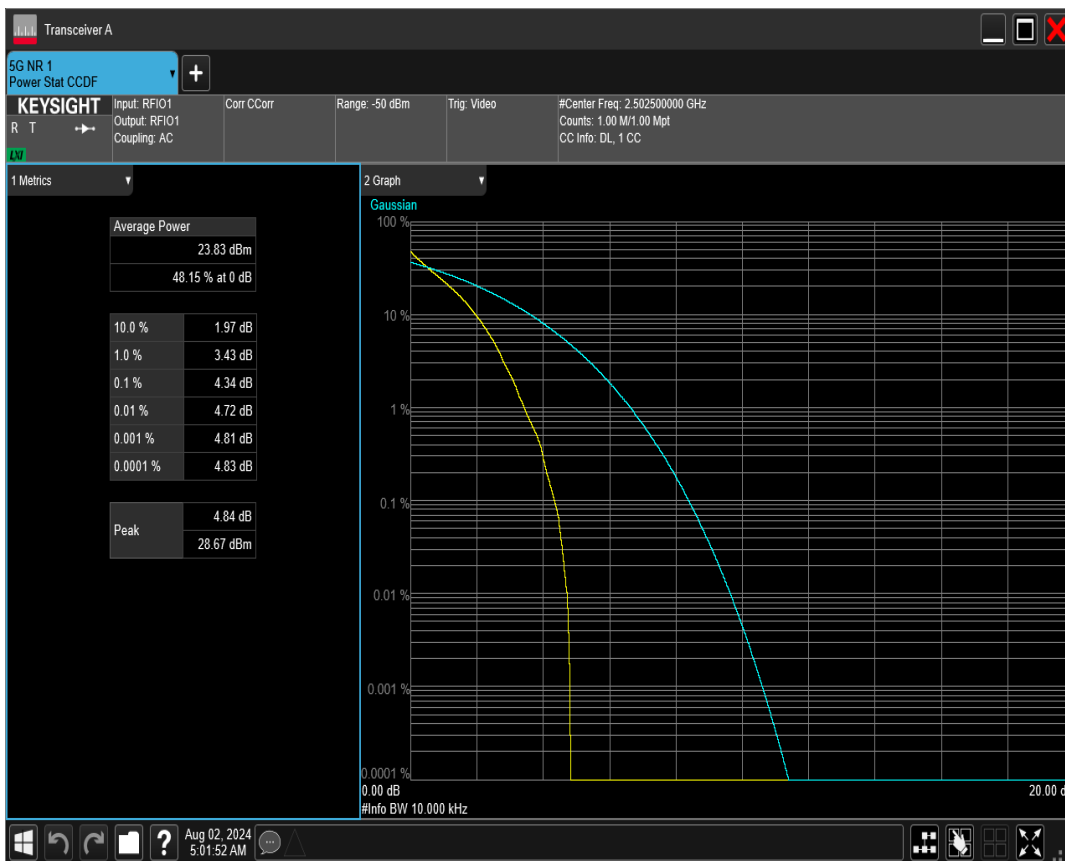 Transceiver A
5G NR 1
Power Stat CCDF
+
KEYSIGHT
R T
LXI
Input: RFIO1
Output: RFIO1
Coupling: AC
Corr CCorr
Range: -50 dBm
Trig: Video
#Center Freq: 2.502500000 GHz
Counts: 1.00 M/1.00 Mpt
CC Info: DL, 1 CC
1 Metrics
Average Power
23.83 dBm
48.15 % at 0 dB
10.0 % 1.97 dB
1.0 % 3.43 dB
0.1 % 4.34 dB
0.01 % 4.72 dB
0.001 % 4.81 dB
0.0001 % 4.83 dB
Peak 4.84 dB
28.67 dBm
2 Graph
Gaussian
100 %
10 %
1 %
0.1 %
0.01 %
0.001 %
0.0001 %
0.00 dB 20.00 d
#Info BW 10.000 kHz
? Aug 02, 2024
5:01:52 AM